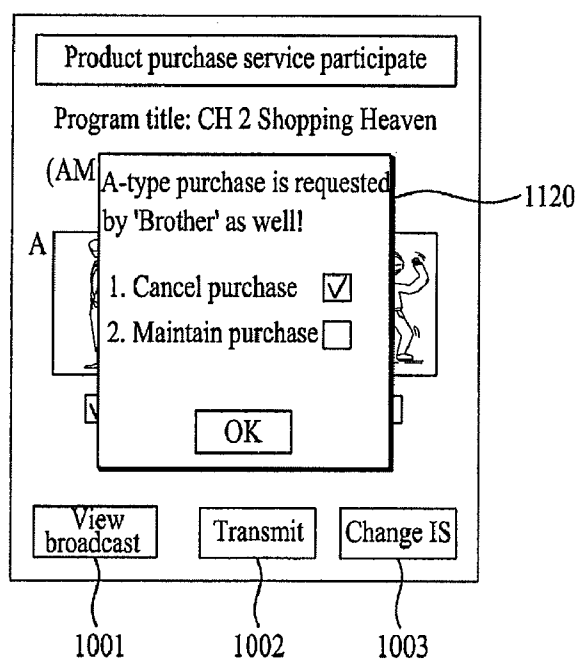 Product purchase service participate
Program title: CH 2 Shopping Heaven
(AM
A-type purchase is requested
by 'Brother' as well!
1120
A
1. Cancel purchase
2. Maintain purchase
OK
View
broadcast
Transmit
Change IS
1001
1002
1003